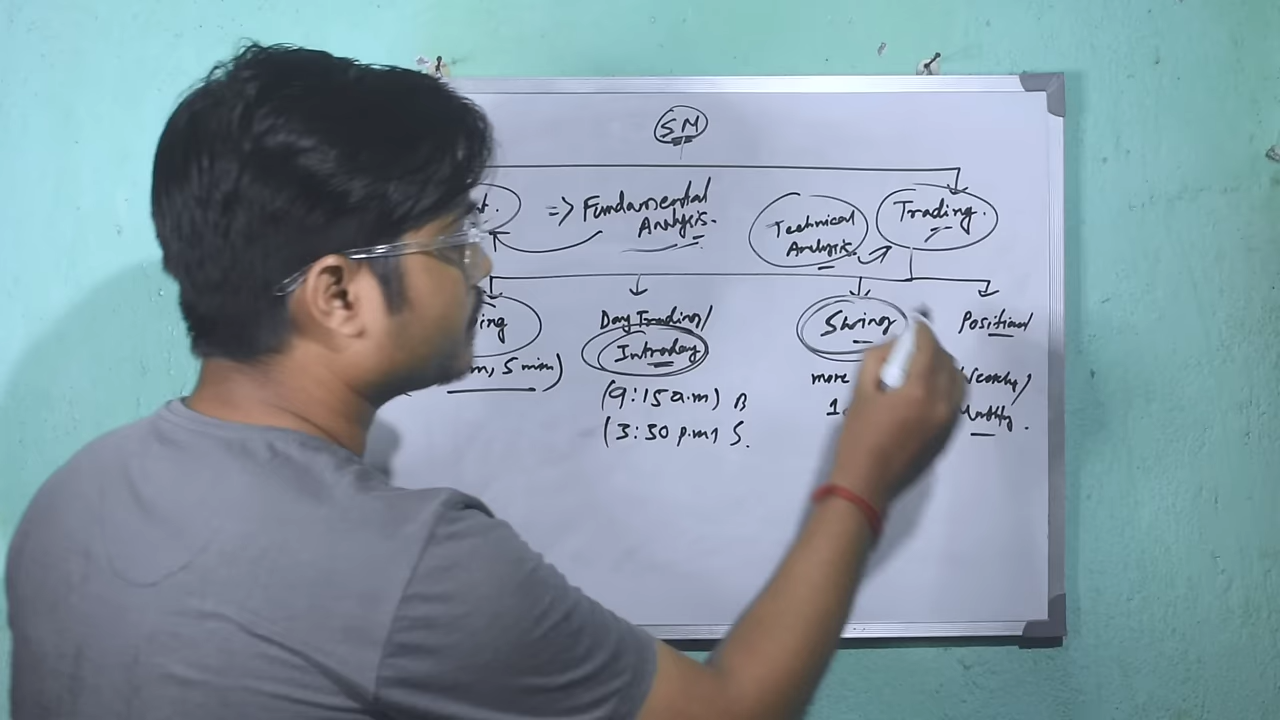 SM
t. => Fundamental
Analysis.
Technical
Analysis.
Trading.
ing
m, 5 min)
Day Trading/
Intraday
(9:15 a.m) B
(3:30 p.m) S.
Swing
more
1
Positional
Weekly/
Monthly.